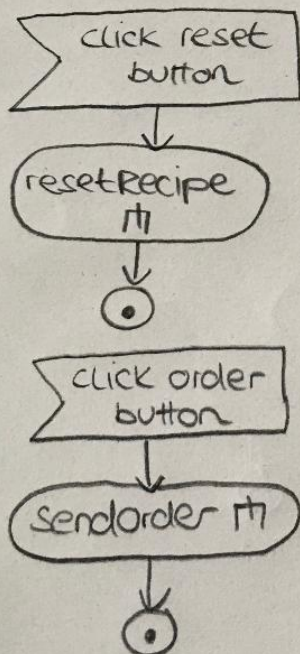 click reset
button
resetRecipe
click order
button
sendorder